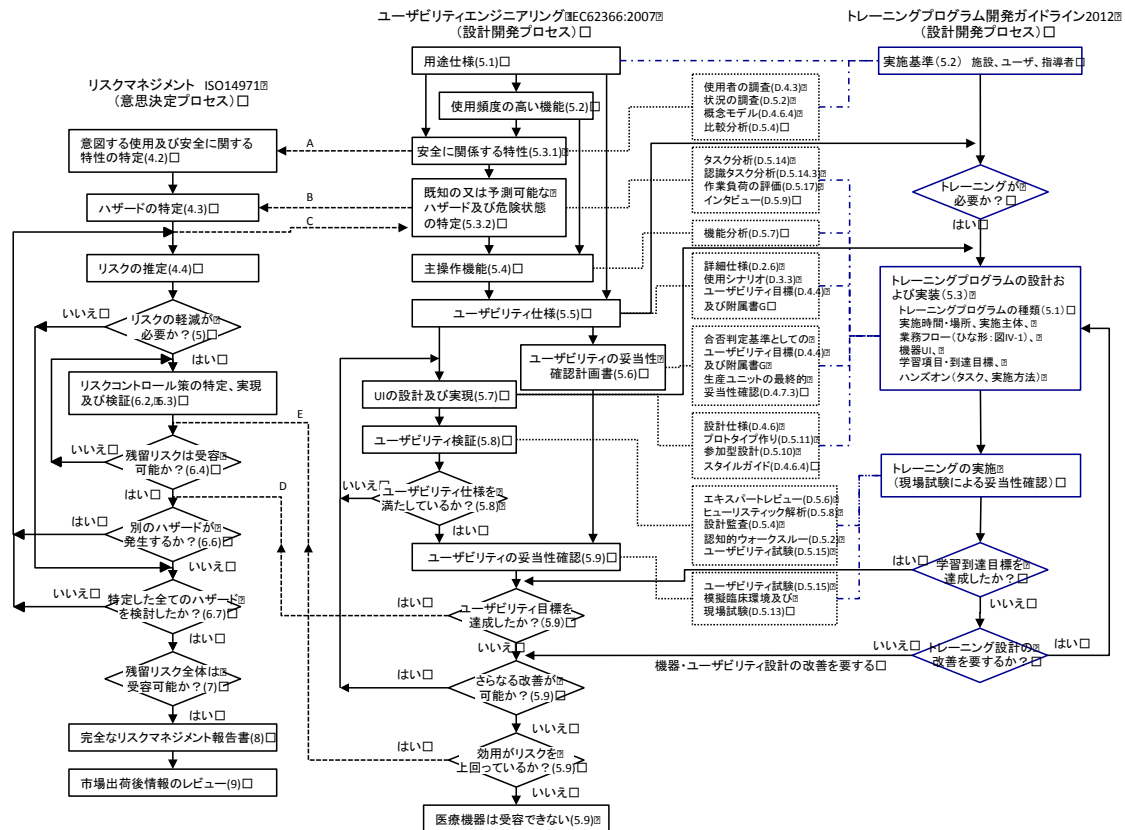 ユーザビリティエンジニアリング IEC62366:2007
(設計開発プロセス)
トレーニングプログラム開発ガイドライン2012
(設計開発プロセス)
リスクマネジメント ISO14971
(意思決定プロセス)
意図する使用及び安全に関する
特性の特定(4.2)
ハザードの特定(4.3)
リスクの推定(4.4)
リスクの軽減が
必要か?(5)
いいえ
はい
リスクコントロール策の特定、実現
及び検証(6.2, 6.3)
残留リスクは受容
可能か?(6.4)
いいえ
はい
別のハザードが
発生するか?(6.6)
はい
いいえ
特定した全てのハザード
を検討したか?(6.7)
いいえ
はい
残留リスク全体は
受容可能か?(7)
はい
完全なリスクマネジメント報告書(8)
市場出荷後情報のレビュー(9)
A
B
C
E
D
用途仕様(5.1)
使用頻度の高い機能(5.2)
安全に関係する特性(5.3.1)
既知の又は予測可能な
ハザード及び危険状態
の特定(5.3.2)
主操作機能(5.4)
ユーザビリティ仕様(5.5)
ユーザビリティの妥当性
確認計画書(5.6)
UIの設計及び実現(5.7)
ユーザビリティ検証(5.8)
いいえ
ユーザビリティ仕様を
満たしているか?(5.8)
はい
ユーザビリティの妥当性確認(5.9)
はい
ユーザビリティ目標を
達成したか?(5.9)
いいえ
はい
さらなる改善が
可能か?(5.9)
いいえ
はい
効用がリスクを
上回っているか?(5.9)
いいえ
医療機器は受容できない(5.9)
使用者の調査(D.4.3)
状況の調査(D.5.2)
概念モデル(D.4.6.4)
比較分析(D.5.4)
タスク分析(D.5.14)
認識タスク分析(D.5.14.3)
作業負荷の評価(D.5.17)
インタビュー(D.5.9)
機能分析(D.5.7)
詳細仕様(D.2.6)
使用シナリオ(D.3.3)
ユーザビリティ目標(D.4.4)
及び附属書G
合否判定基準としての
ユーザビリティ目標(D.4.4)
及び附属書G
生産ユニットの最終的
妥当性確認(D.4.7.3)
設計仕様(D.4.6)
プロトタイプ作り(D.5.11)
参加型設計(D.5.10)
スタイルガイド(D.4.6.4)
エキスパートレビュー(D.5.6)
ヒューリスティック解析(D.5.8)
設計監査(D.5.4)
認知的ウォークスルー(D.5.2)
ユーザビリティ試験(D.5.15)
ユーザビリティ試験(D.5.15)
模擬臨床環境及び
現場試験(D.5.13)
実施基準(5.2) 施設、ユーザ、指導者
トレーニングが
必要か?
はい
トレーニングプログラムの設計お
よび実装(5.3)
トレーニングプログラムの種類(5.1)
実施時間・場所、実施主体、
業務フロー(ひな形:図IV-1)、
機器UI、
学習項目・到達目標、
ハンズオン(タスク、実施方法)
トレーニングの実施
(現場試験による妥当性確認)
はい
学習到達目標を
達成したか?
いいえ
いいえ
トレーニング設計の
改善を要するか?
はい
機器・ユーザビリティ設計の改善を要する